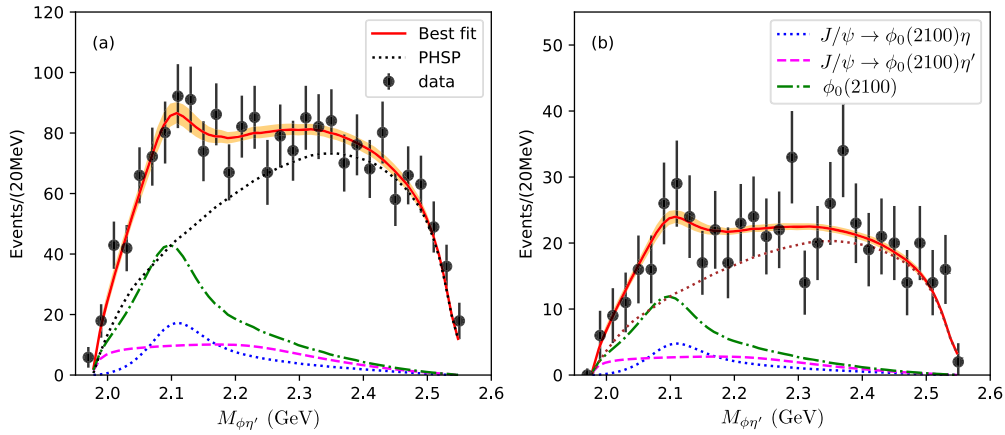 120
100
80
60
40
20
0
Events/(20MeV)
(a)
Best fit
PHSP
data
2.0
2.1
2.2
2.3
2.4
2.5
2.6
M_{ϕη′} (GeV)
50
40
30
20
10
0
Events/(20MeV)
(b)
J/ψ → ϕ₀(2100)η
J/ψ → ϕ₀(2100)η′
ϕ₀(2100)
2.0
2.1
2.2
2.3
2.4
2.5
2.6
M_{ϕη′} (GeV)